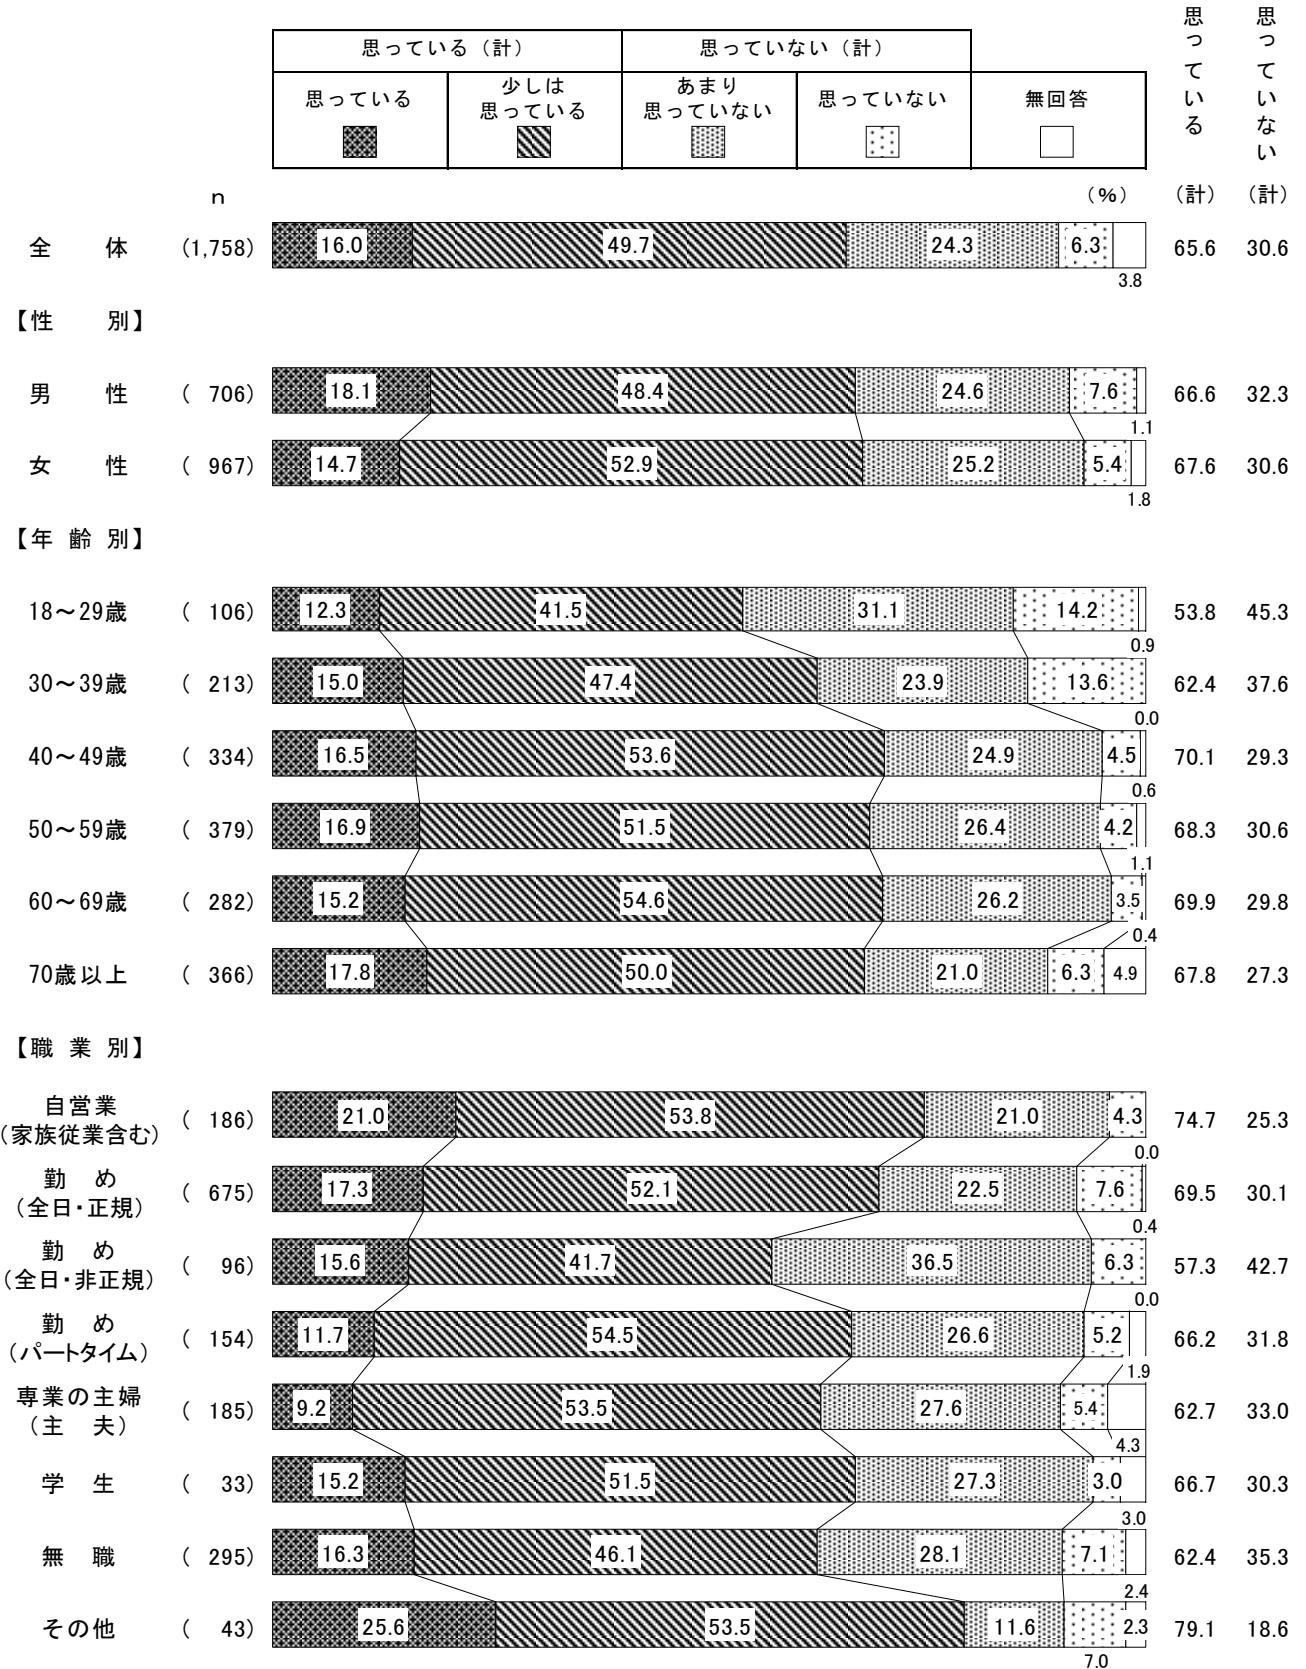 思っている（計） 思っていない（計）
思っている 少しは思っている あまり思っていない 思っていない 無回答
思っている（計） 思っていない（計）
n （%）
全体 (1,758) 16.0 49.7 24.3 6.3 65.6 30.6
3.8
【性別】
男性 ( 706) 18.1 48.4 24.6 7.6 66.6 32.3
1.1
女性 ( 967) 14.7 52.9 25.2 5.4 67.6 30.6
1.8
【年齢別】
18～29歳 ( 106) 12.3 41.5 31.1 14.2 53.8 45.3
0.9
30～39歳 ( 213) 15.0 47.4 23.9 13.6 62.4 37.6
0.0
40～49歳 ( 334) 16.5 53.6 24.9 4.5 70.1 29.3
0.6
50～59歳 ( 379) 16.9 51.5 26.4 4.2 68.3 30.6
1.1
60～69歳 ( 282) 15.2 54.6 26.2 3.5 69.9 29.8
0.4
70歳以上 ( 366) 17.8 50.0 21.0 6.3 4.9 67.8 27.3
【職業別】
自営業
（家族従業含む） ( 186) 21.0 53.8 21.0 4.3 74.7 25.3
0.0
勤め
（全日・正規） ( 675) 17.3 52.1 22.5 7.6 69.5 30.1
0.4
勤め
（全日・非正規） ( 96) 15.6 41.7 36.5 6.3 57.3 42.7
0.0
勤め
（パートタイム） ( 154) 11.7 54.5 26.6 5.2 66.2 31.8
1.9
専業の主婦
（主夫） ( 185) 9.2 53.5 27.6 5.4 62.7 33.0
4.3
学生 ( 33) 15.2 51.5 27.3 3.0 66.7 30.3
3.0
無職 ( 295) 16.3 46.1 28.1 7.1 62.4 35.3
2.4
その他 ( 43) 25.6 53.5 11.6 2.3 79.1 18.6
7.0